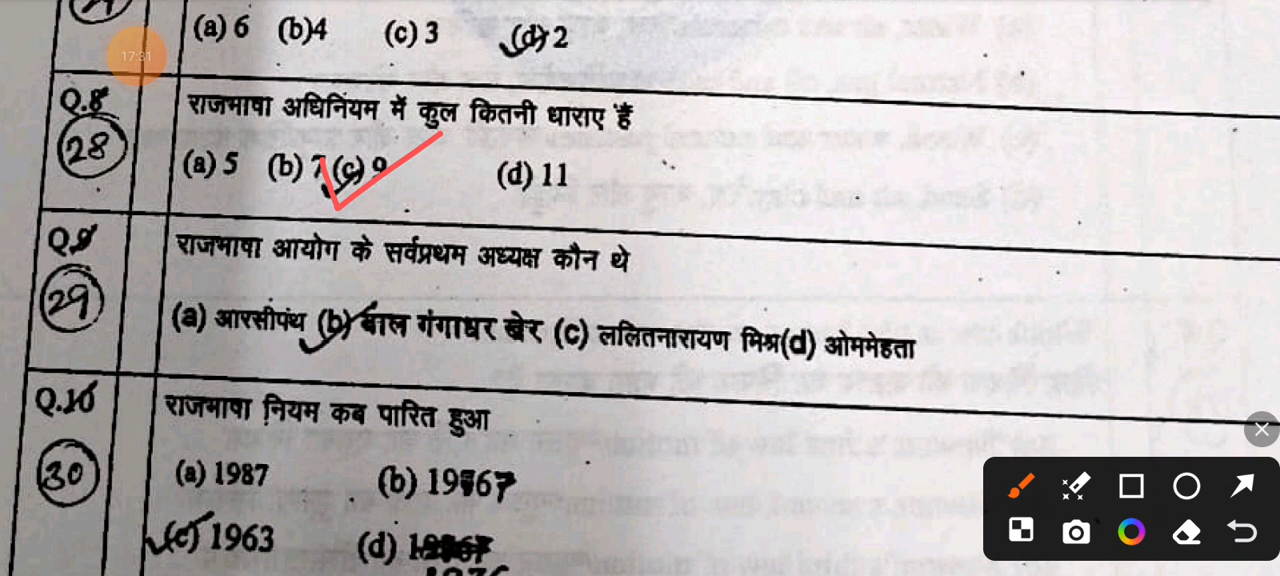 (a) 6 (b)4 (c) 3 (d) 2
17:31
Q.8 राजभाषा अधिनियम में कुल कितनी धाराए हैं
28 (a) 5 (b) 7 (c) 9 (d) 11
Q.9 राजभाषा आयोग के सर्वप्रथम अध्यक्ष कौन थे
29 (a) आरसीपंथ (b) बाल गंगाधर खेर (c) ललितनारायण मिश्र(d) ओममेहता
Q.10 राजभाषा नियम कब पारित हुआ
30 (a) 1987 (b) 1967
(c) 1963 (d)